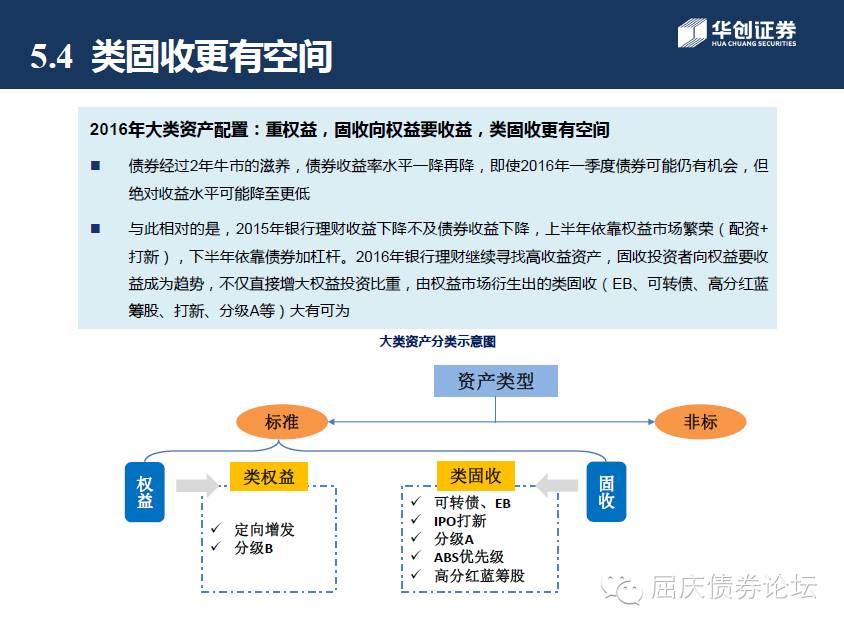 5.4 类固收更有空间
华创证券
HUA CHUANG SECURITIES
2016年大类资产配置：重权益，固收向权益要收益，类固收更有空间
■ 债券经过2年牛市的滋养，债券收益率水平一降再降，即使2016年一季度债券可能仍有机会，但
绝对收益水平可能降至更低
■ 与此相对的是，2015年银行理财收益下降不及债券收益下降，上半年依靠权益市场繁荣（配资+
打新），下半年依靠债券加杠杆。2016年银行理财继续寻找高收益资产，固收投资者向权益要收
益成为趋势，不仅直接增大权益投资比重，由权益市场衍生出的类固收（EB、可转债、高分红蓝
筹股、打新、分级A等）大有可为
大类资产分类示意图
资产类型
标准
非标
权益
类权益
✓ 定向增发
✓ 分级B
类固收
✓ 可转债、EB
✓ IPO打新
✓ 分级A
✓ ABS优先级
✓ 高分红蓝筹股
固收
屈庆债券论坛